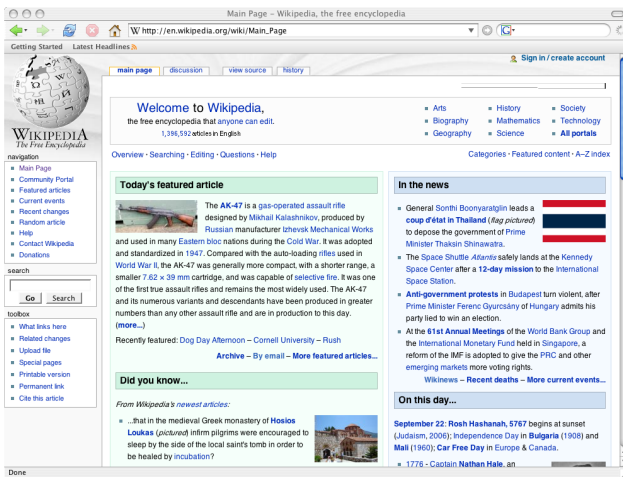 Main Page – Wikipedia, the free encyclopedia
W http://en.wikipedia.org/wiki/Main_Page
G
Getting Started Latest Headlines
Sign in / create account
main page discussion view source history
WIKIPEDIA
The Free Encyclopedia
navigation
Main Page
Community Portal
Featured articles
Current events
Recent changes
Random article
Help
Contact Wikipedia
Donations
search
Go Search
toolbox
What links here
Related changes
Upload file
Special pages
Printable version
Permanent link
Cite this article
Welcome to Wikipedia,
the free encyclopedia that anyone can edit.
1,396,592 articles in English
Arts
Biography
Geography
History
Mathematics
Science
Society
Technology
All portals
Overview · Searching · Editing · Questions · Help
Categories · Featured content · A–Z index
Today's featured article
The AK-47 is a gas-operated assault rifle
designed by Mikhail Kalashnikov, produced by
Russian manufacturer Izhevsk Mechanical Works
and used in many Eastern bloc nations during the Cold War. It was adopted
and standardized in 1947. Compared with the auto-loading rifles used in
World War II, the AK-47 was generally more compact, with a shorter range, a
smaller 7.62 × 39 mm cartridge, and was capable of selective fire. It was one
of the first true assault rifles and remains the most widely used. The AK-47
and its numerous variants and descendants have been produced in greater
numbers than any other assault rifle and are in production to this day.
(more...)
Recently featured: Dog Day Afternoon – Cornell University – Rush
Archive – By email – More featured articles...
Did you know...
From Wikipedia's newest articles:
...that in the medieval Greek monastery of Hosios
Loukas (pictured) infirm pilgrims were encouraged to
sleep by the side of the local saint's tomb in order to
be healed by incubation?
In the news
General Sonthi Boonyaratglin leads a
coup d'état in Thailand (flag pictured)
to depose the government of Prime
Minister Thaksin Shinawatra.
The Space Shuttle Atlantis safely lands at the Kennedy
Space Center after a 12-day mission to the International
Space Station.
Anti-government protests in Budapest turn violent, after
Prime Minister Ferenc Gyurcsány of Hungary admits his
party lied to win an election.
At the 61st Annual Meetings of the World Bank Group and
the International Monetary Fund held in Singapore, a
reform of the IMF is adopted to give the PRC and other
emerging markets more voting rights.
Wikinews – Recent deaths – More current events...
On this day...
September 22: Rosh Hashanah, 5767 begins at sunset
(Judaism, 2006); Independence Day in Bulgaria (1908) and
Mali (1960); Car Free Day in Europe & Canada.
1776 - Captain Nathan Hale, an
Done